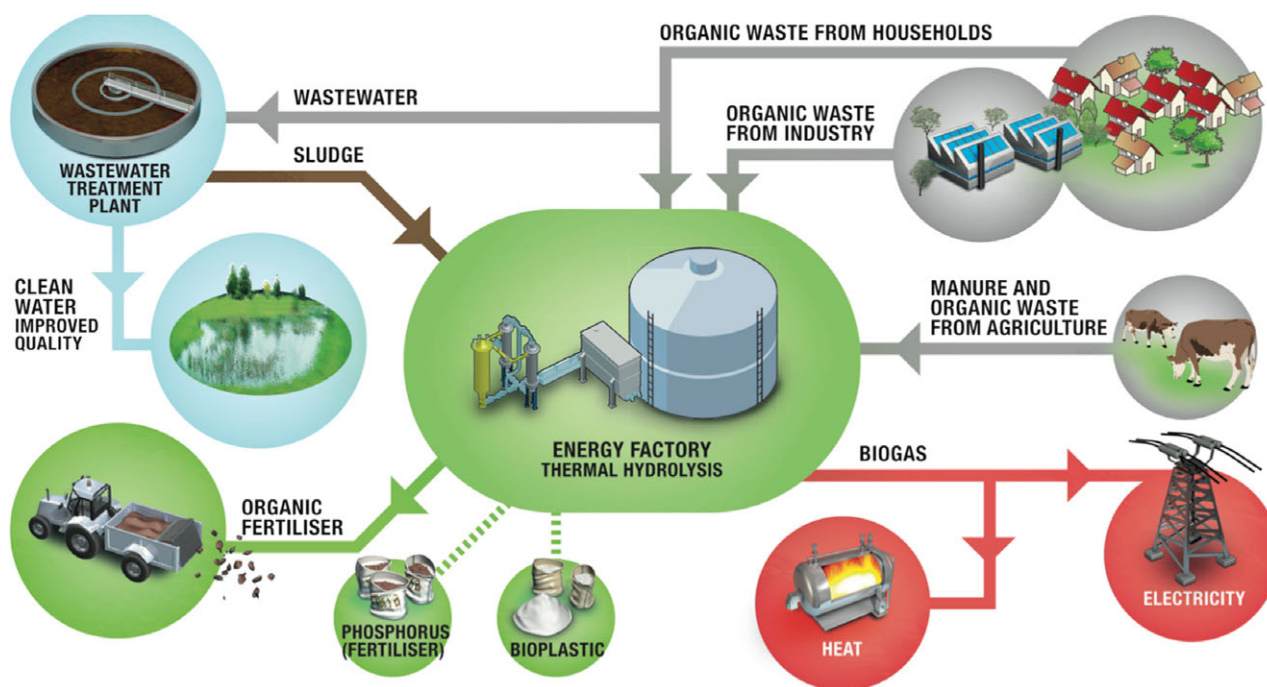 ORGANIC WASTE FROM HOUSEHOLDS
WASTEWATER
ORGANIC WASTE
FROM INDUSTRY
SLUDGE
WASTEWATER
TREATMENT
PLANT
CLEAN
WATER
IMPROVED
QUALITY
MANURE AND
ORGANIC WASTE
FROM AGRICULTURE
ENERGY FACTORY
THERMAL HYDROLYSIS
BIOGAS
ORGANIC
FERTILISER
PHOSPHORUS
(FERTILISER)
BIOPLASTIC
HEAT
ELECTRICITY